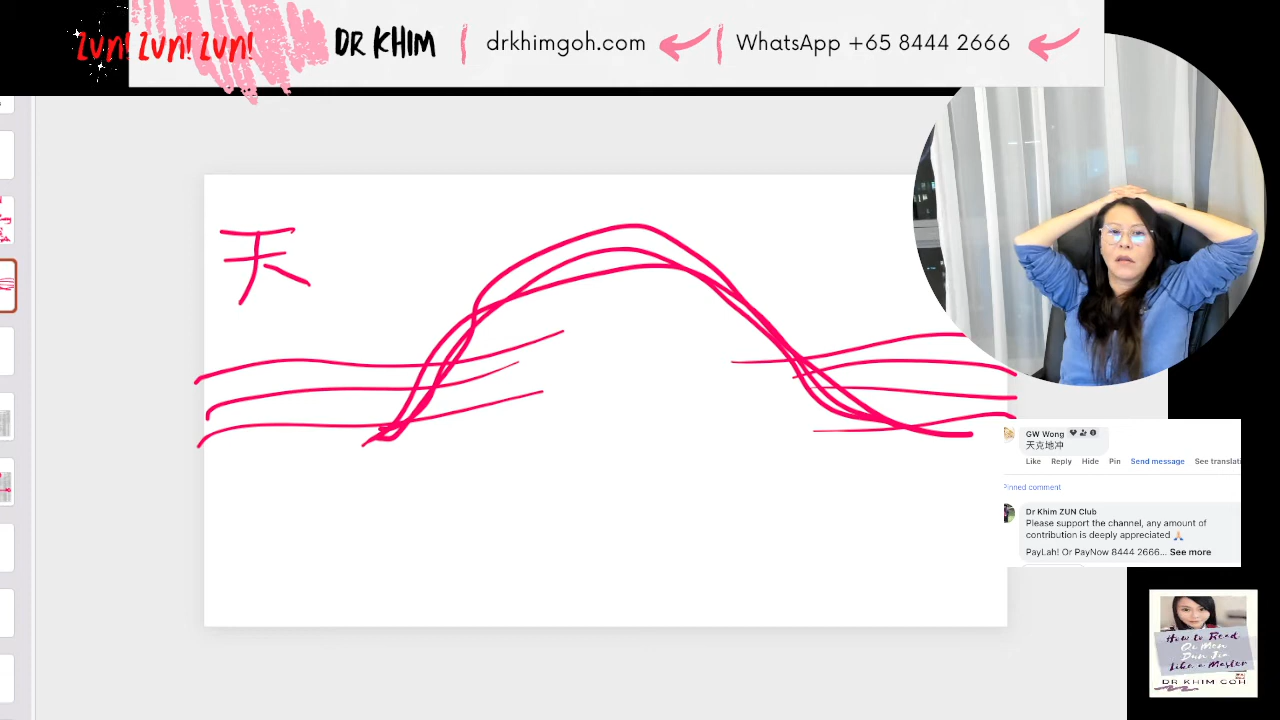 Zun! Zun! Zun!
DR KHIM
drkhimgoh.com
WhatsApp +65 8444 2666
天
GW Wong
天克地冲
Like Reply Hide Pin Send message See translati
Pinned comment
Dr Khim ZUN Club
Please support the channel, any amount of
contribution is deeply appreciated 🙏🏻
PayLah! Or PayNow 8444 2666... See more
How to Read
Qi Men
Dun Jia
Like a Master
DR KHIM GOH